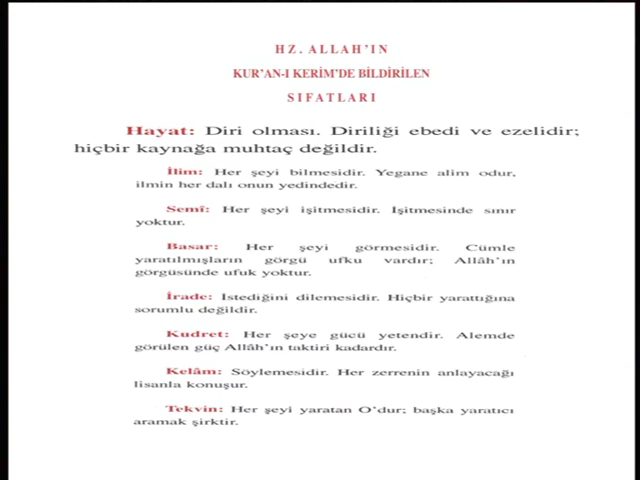 HZ. ALLAH'IN
KUR'AN-I KERİM'DE BİLDİRİLEN
SIFATLARI
Hayat: Diri olması. Diriliği ebedi ve ezelidir;
hiçbir kaynağa muhtaç değildir.
İlim: Her şeyi bilmesidir. Yegane alim odur,
ilmin her dalı onun yedindedir.
Semî: Her şeyi işitmesidir. İşitmesinde sınır
yoktur.
Basar: Her şeyi görmesidir. Cümle
yaratılmışların görgü ufku vardır; Allâh'ın
görgüsünde ufuk yoktur.
İrade: İstediğini dilemesidir. Hiçbir yarattığına
sorumlu değildir.
Kudret: Her şeye gücü yetendir. Alemde
görülen güç Allâh'ın taktiri kadardır.
Kelâm: Söylemesidir. Her zerrenin anlayacağı
lisanla konuşur.
Tekvin: Her şeyi yaratan O'dur; başka yaratıcı
aramak şirktir.